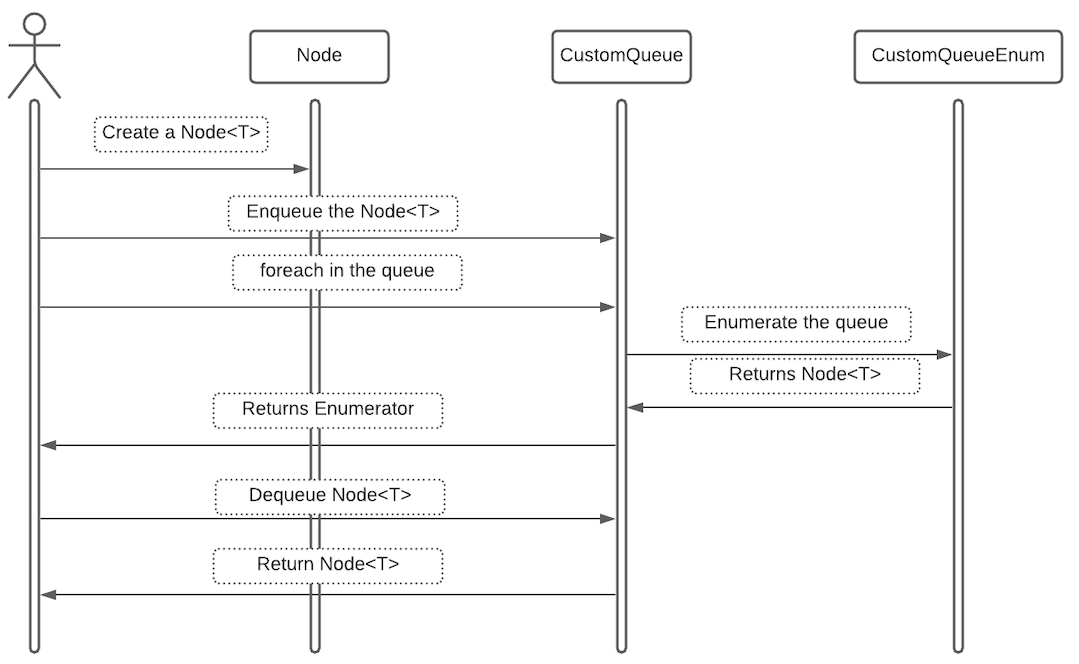 Node
CustomQueue
CustomQueueEnum
Create a Node<T>
Enqueue the Node<T>
foreach in the queue
Enumerate the queue
Returns Node<T>
Returns Enumerator
Dequeue Node<T>
Return Node<T>